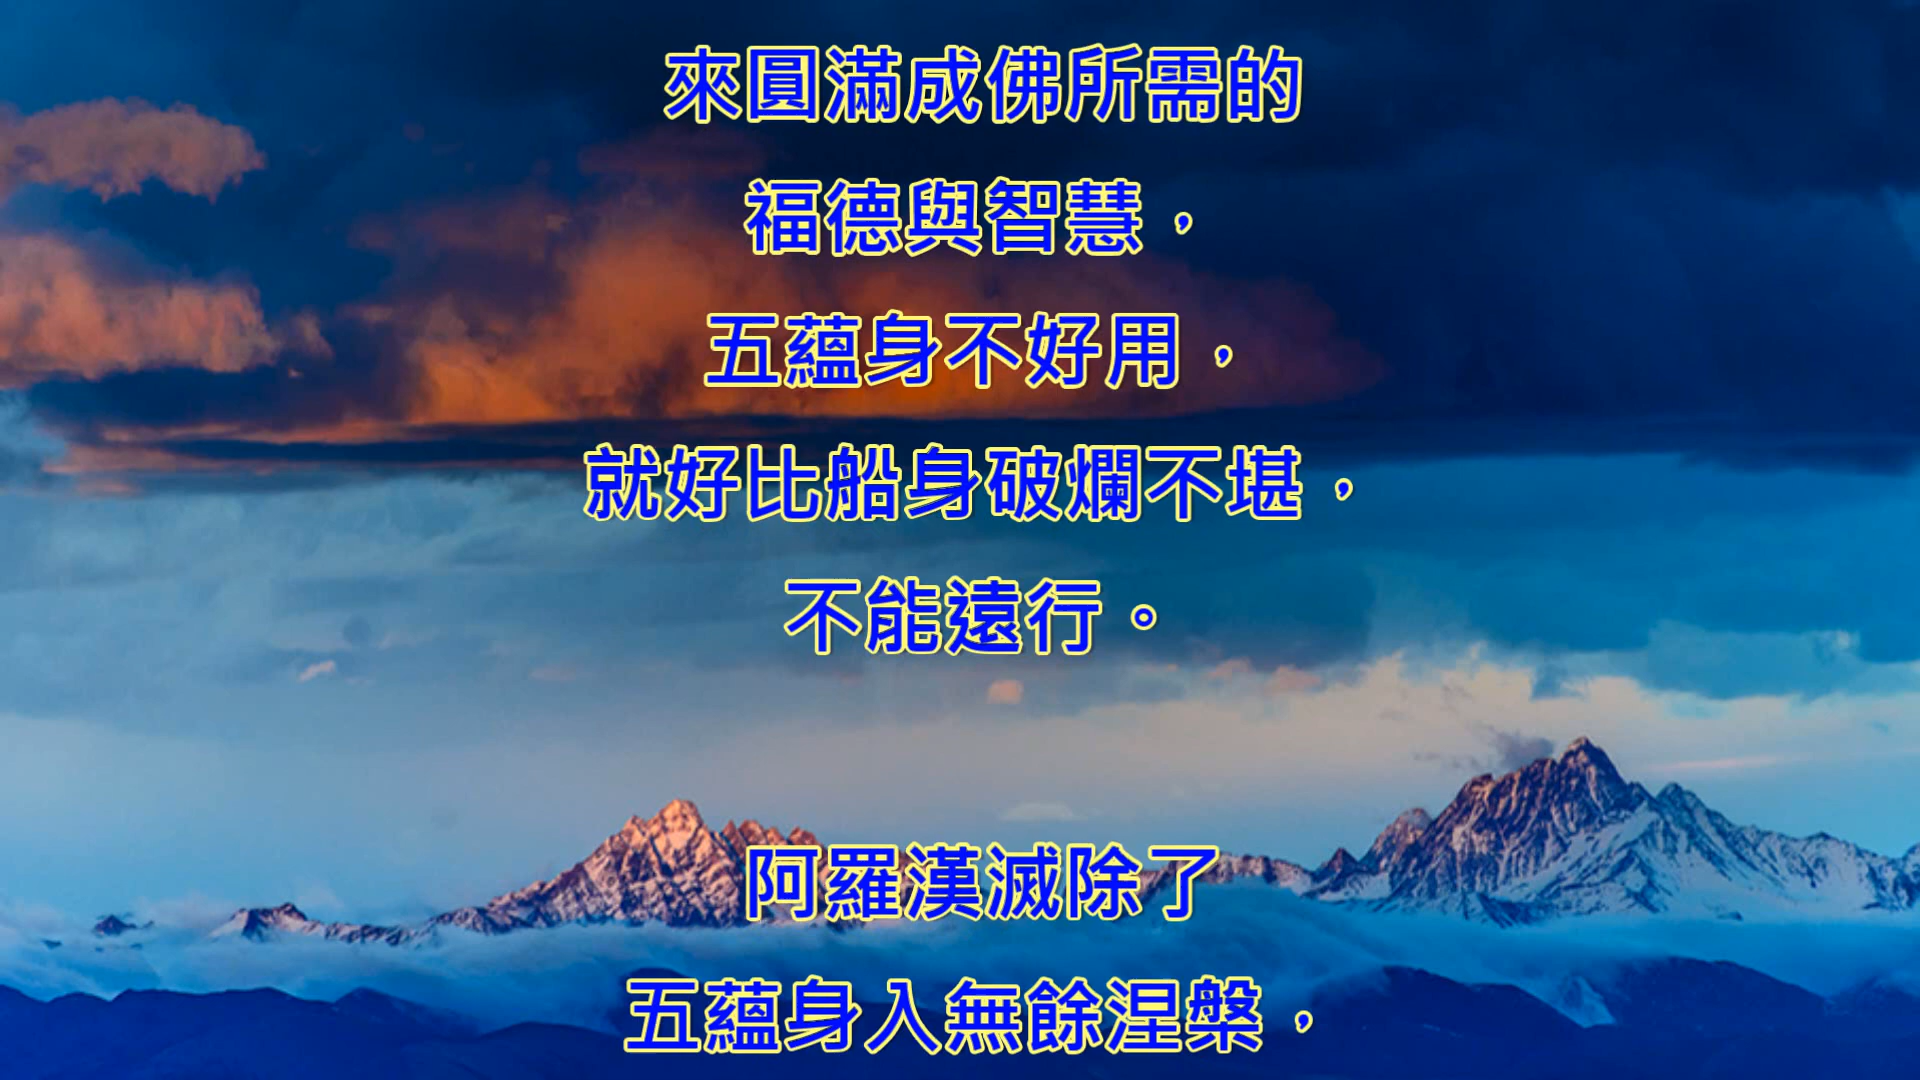 來圓滿成佛所需的
福德與智慧，
五蘊身不好用，
就好比船身破爛不堪，
不能遠行。
阿羅漢滅除了
五蘊身入無餘涅槃，